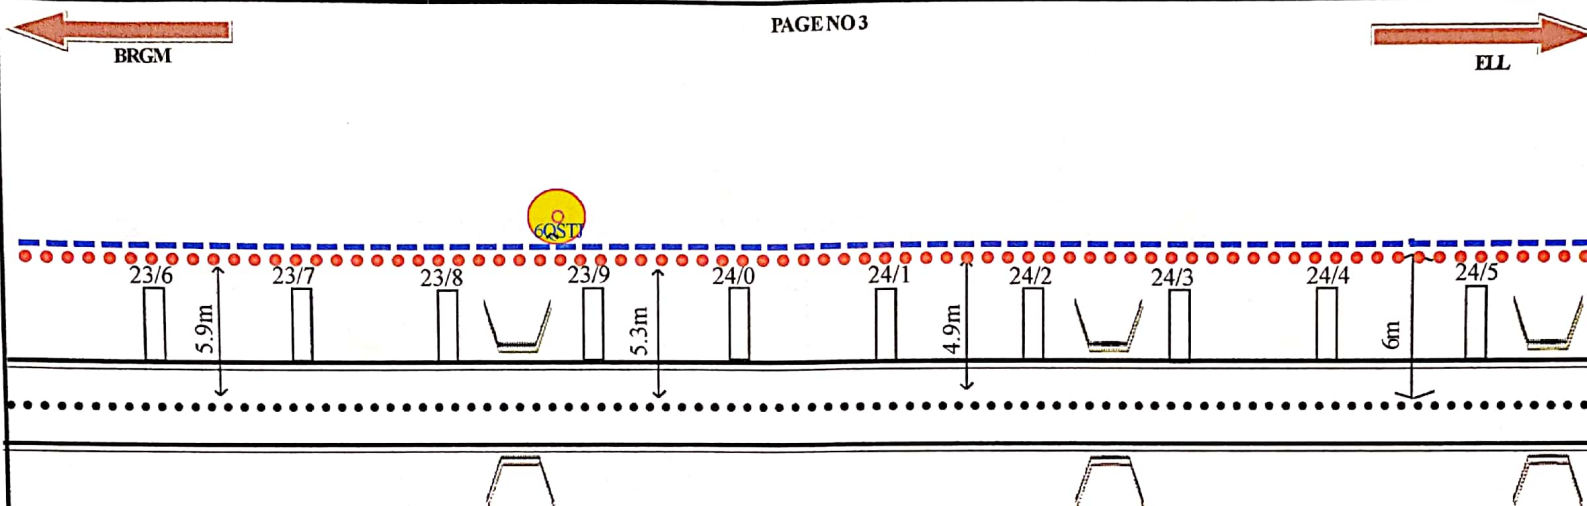 PAGE NO 3
BRGM
ELL
6QSTJ
23/6
23/7
23/8
23/9
24/0
24/1
24/2
24/3
24/4
24/5
5.9m
5.3m
4.9m
6m